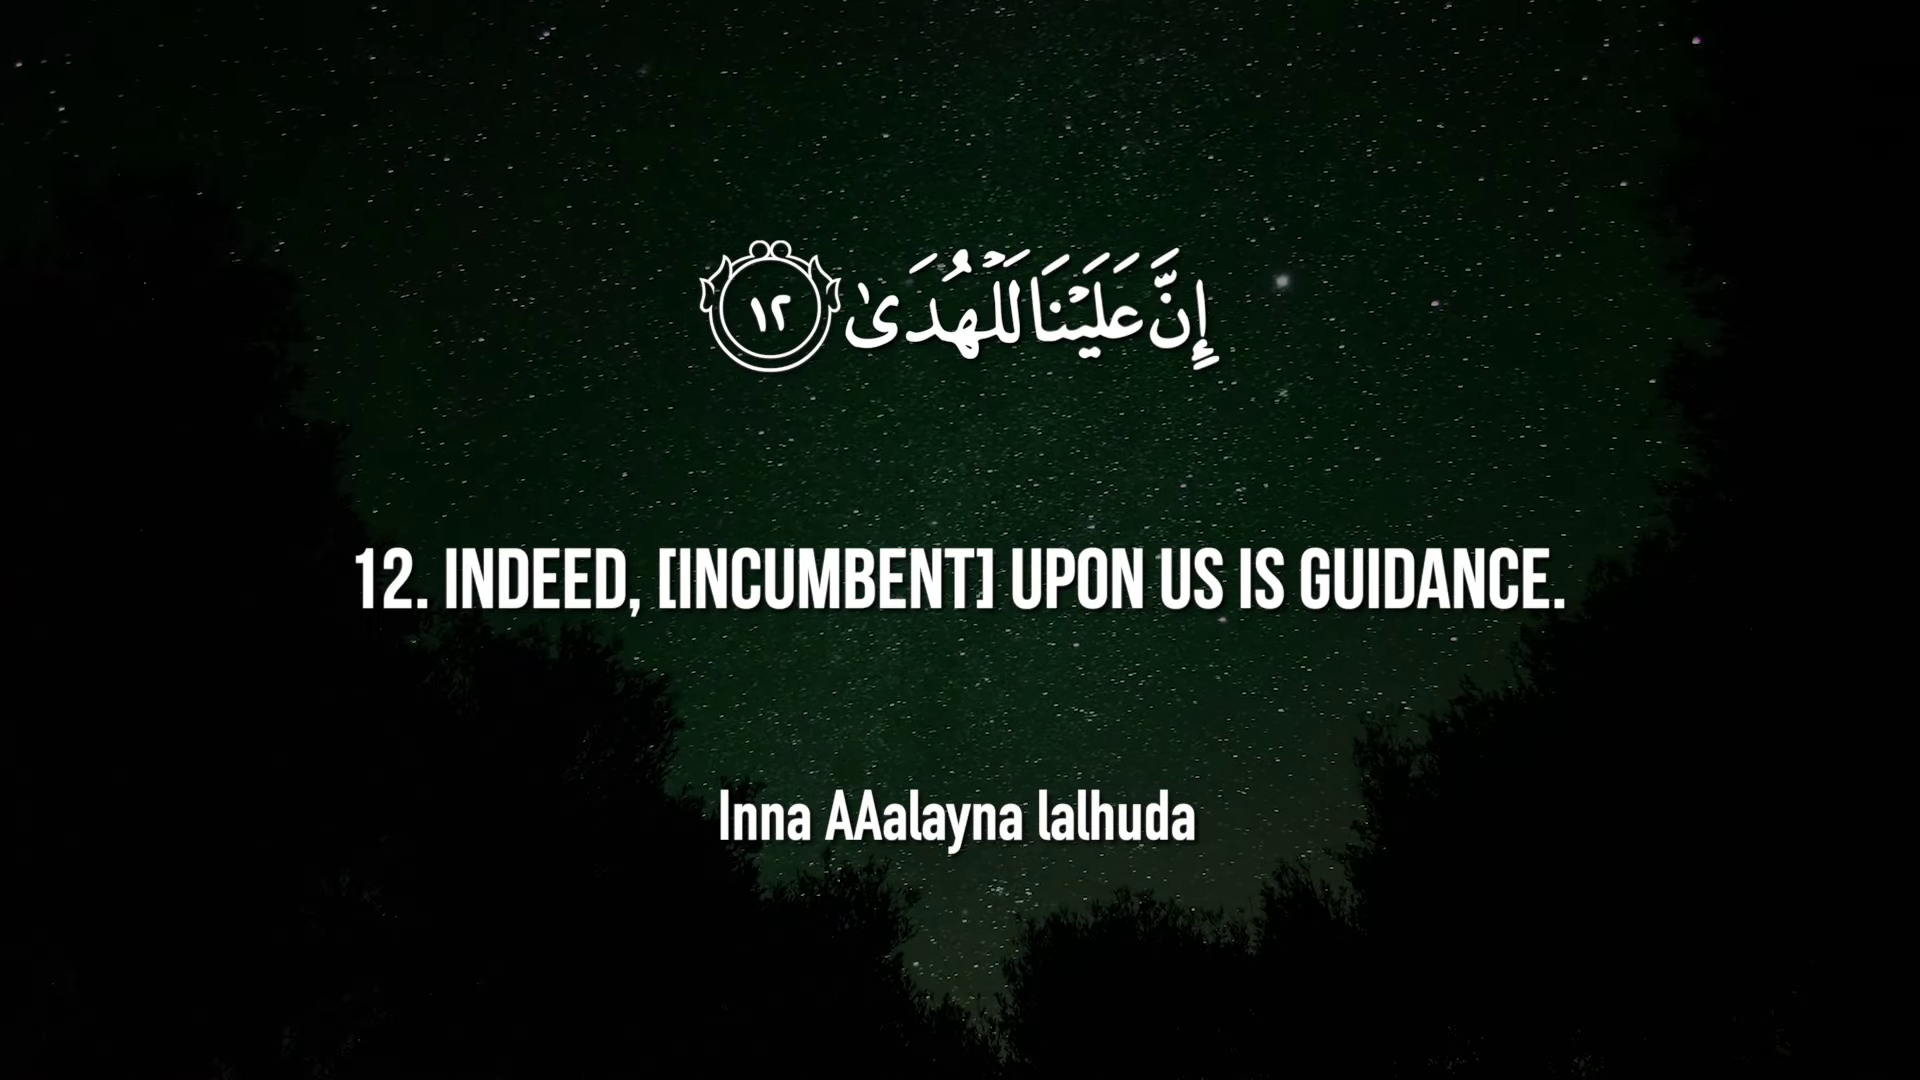 إِنَّ عَلَيْنَا لَلْهُدَىٰ ١٢
12. INDEED, [INCUMBENT] UPON US IS GUIDANCE.
Inna AAalayna lalhuda